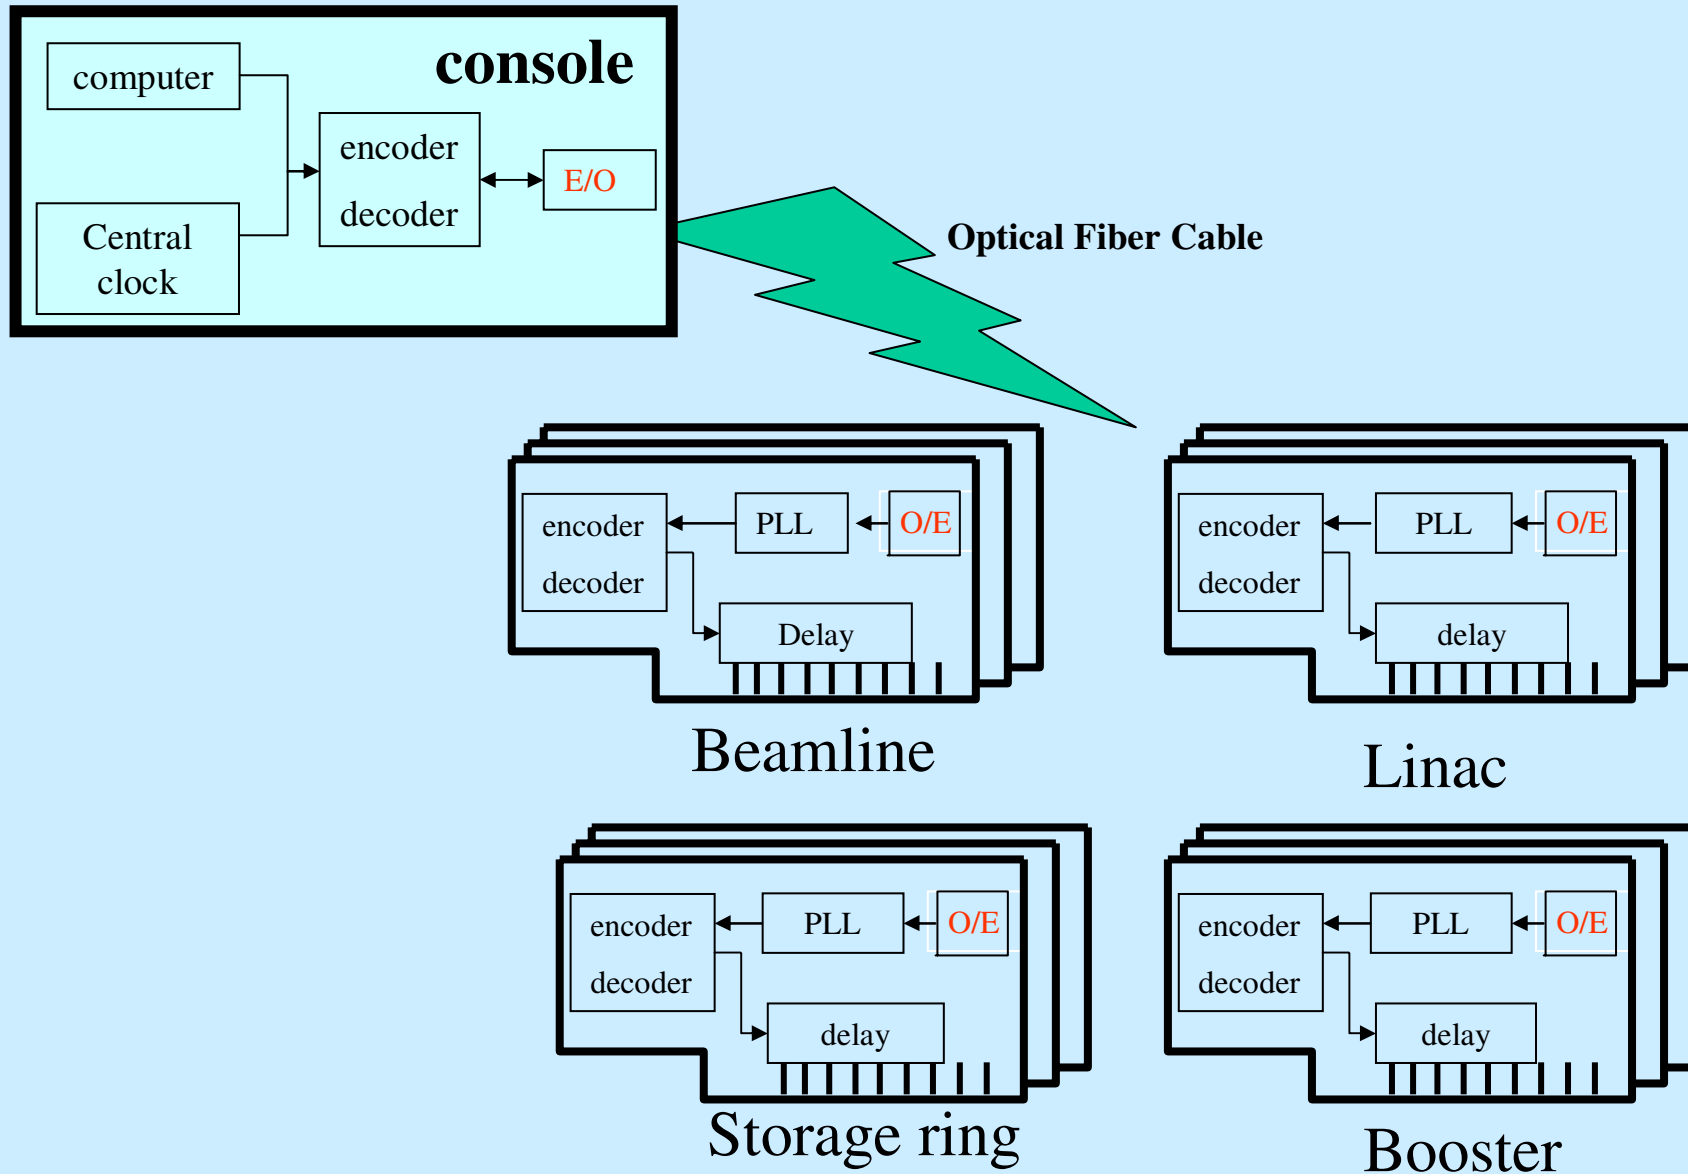 console
computer
encoder
decoder
E/O
Central
clock
Optical Fiber Cable
encoder
decoder
PLL
O/E
Delay
Beamline
encoder
decoder
PLL
O/E
delay
Linac
encoder
decoder
PLL
O/E
delay
Storage ring
encoder
decoder
PLL
O/E
delay
Booster